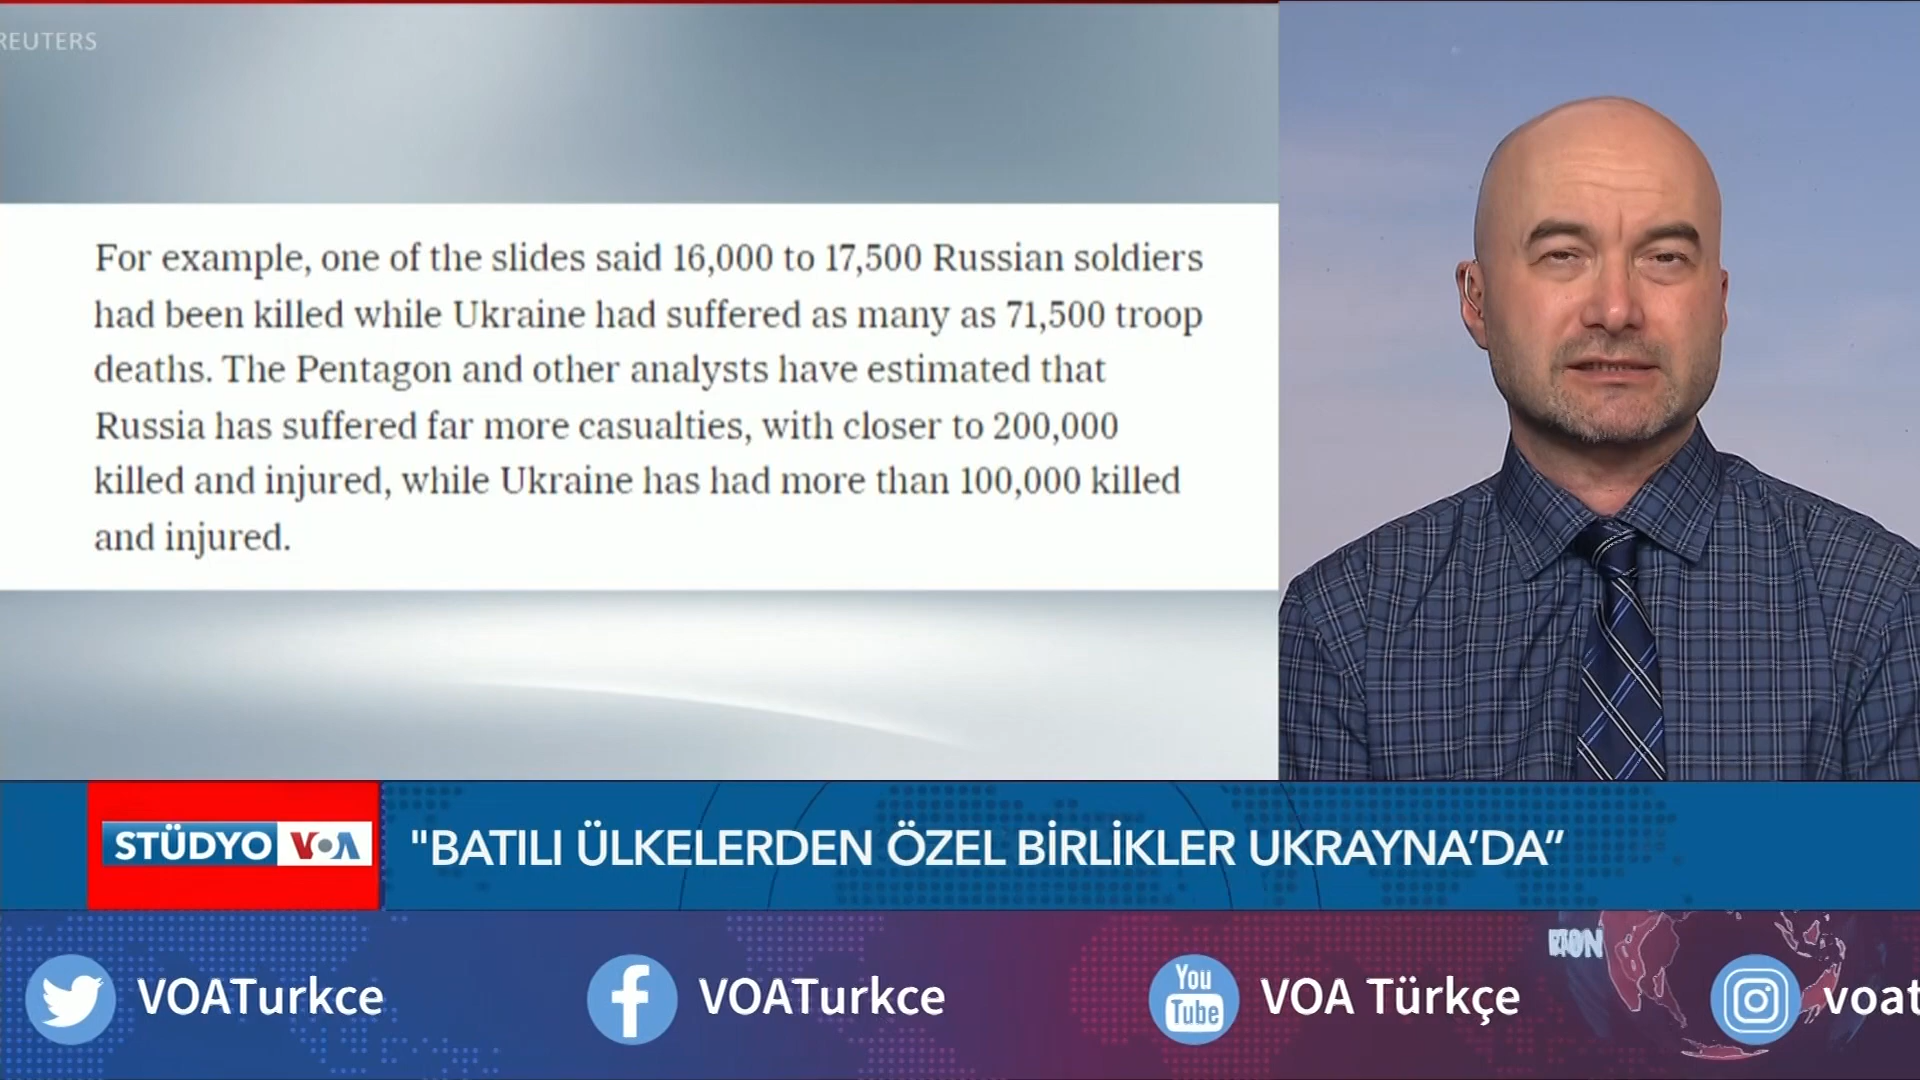 REUTERS
For example, one of the slides said 16,000 to 17,500 Russian soldiers
had been killed while Ukraine had suffered as many as 71,500 troop
deaths. The Pentagon and other analysts have estimated that
Russia has suffered far more casualties, with closer to 200,000
killed and injured, while Ukraine has had more than 100,000 killed
and injured.
STÜDYO VOA
"BATILI ÜLKELERDEN ÖZEL BİRLİKLER UKRAYNA’DA“
VOATurkce
VOATurkce
You Tube
VOA Türkçe
voat